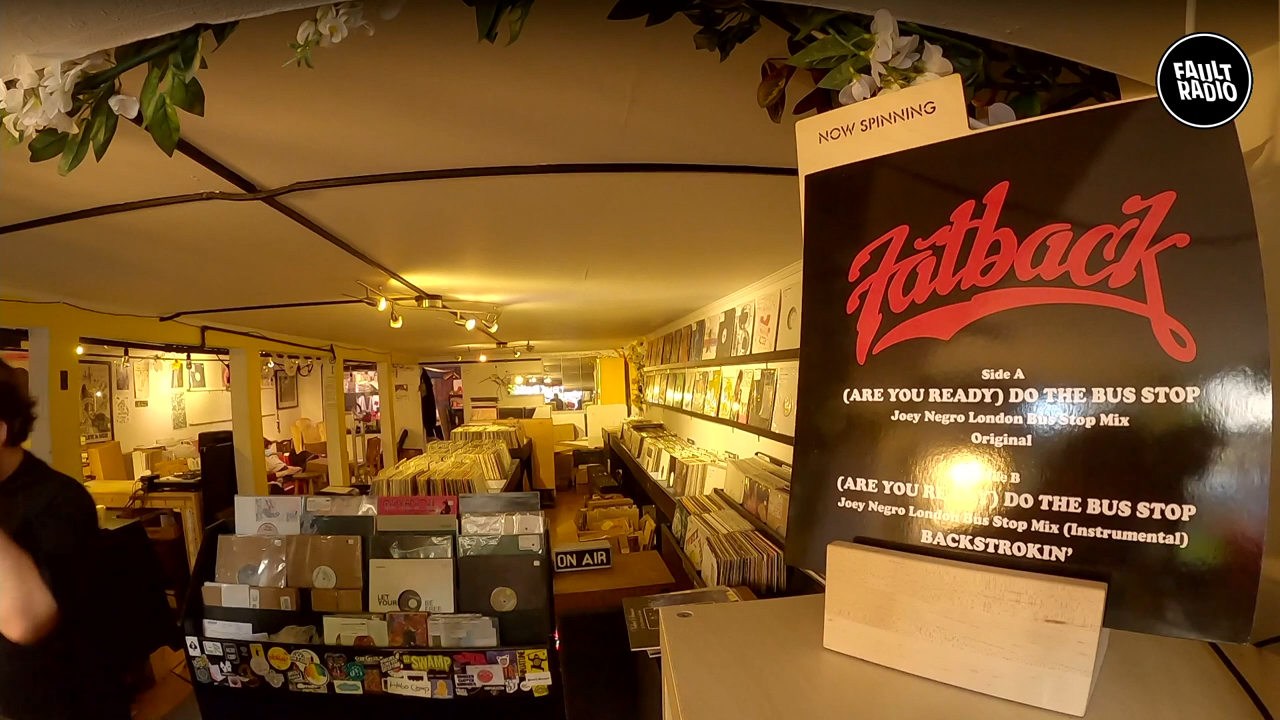 FAULT
RADIO
NOW SPINNING
Fatback
Side A
(ARE YOU READY) DO THE BUS STOP
Joey Negro London Bus Stop Mix
Original
B
(ARE YOU DO THE BUS STOP
Joey Negro London Bus Stop Mix (Instrumental)
BACKSTROKIN'
ON AIR
LET YOUR BE FREE
SWAMP